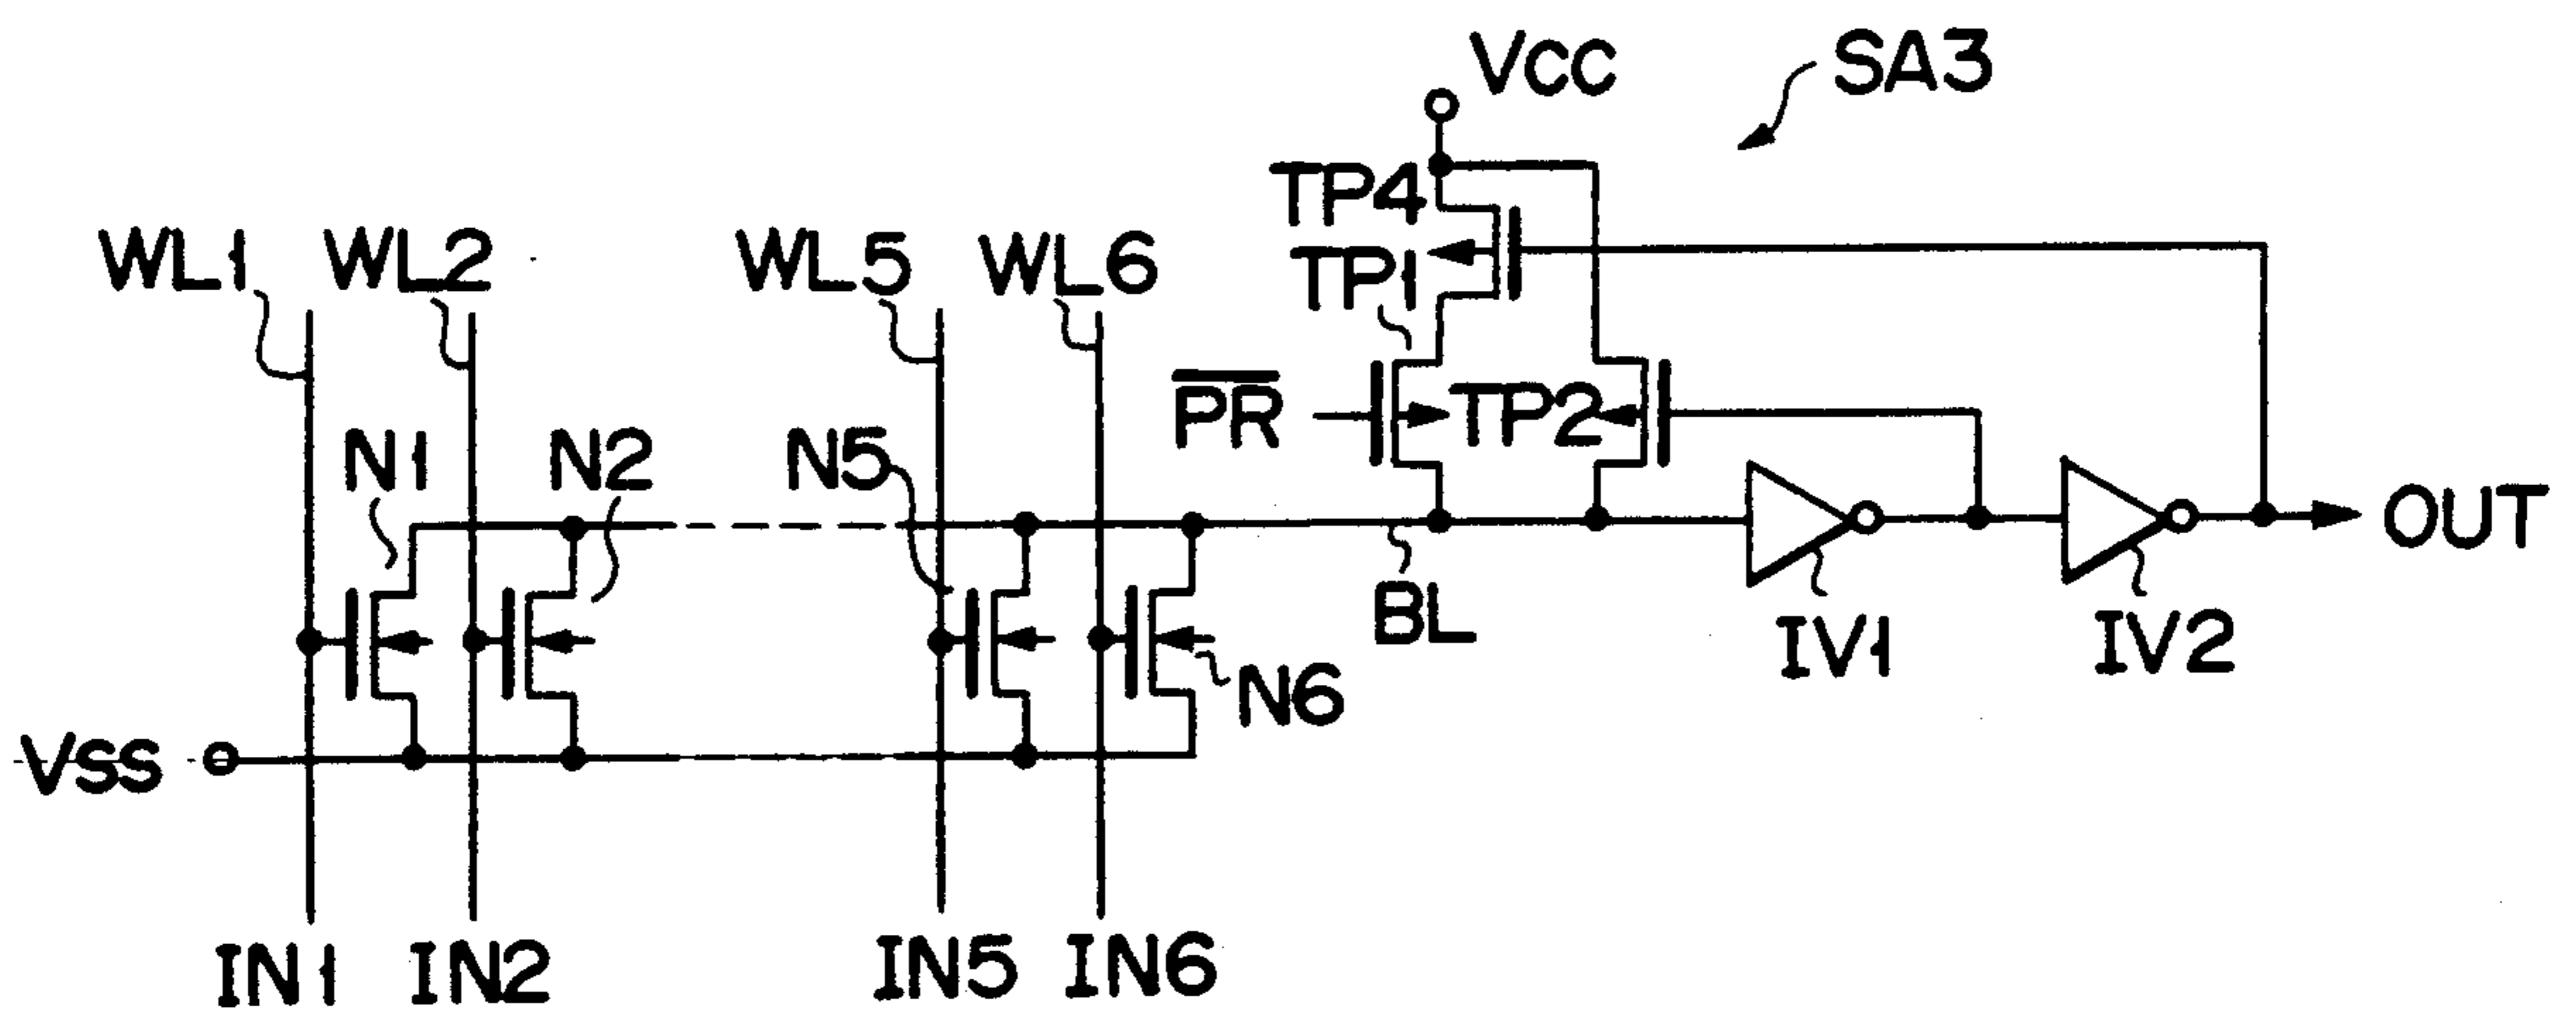 VCC SA3
TP4
WL1 WL2 WL5 WL6 TP1
PR TP2
N1 N2 N5
OUT
BL
IV1 IV2
N6
VSS
IN1 IN2 IN5 IN6